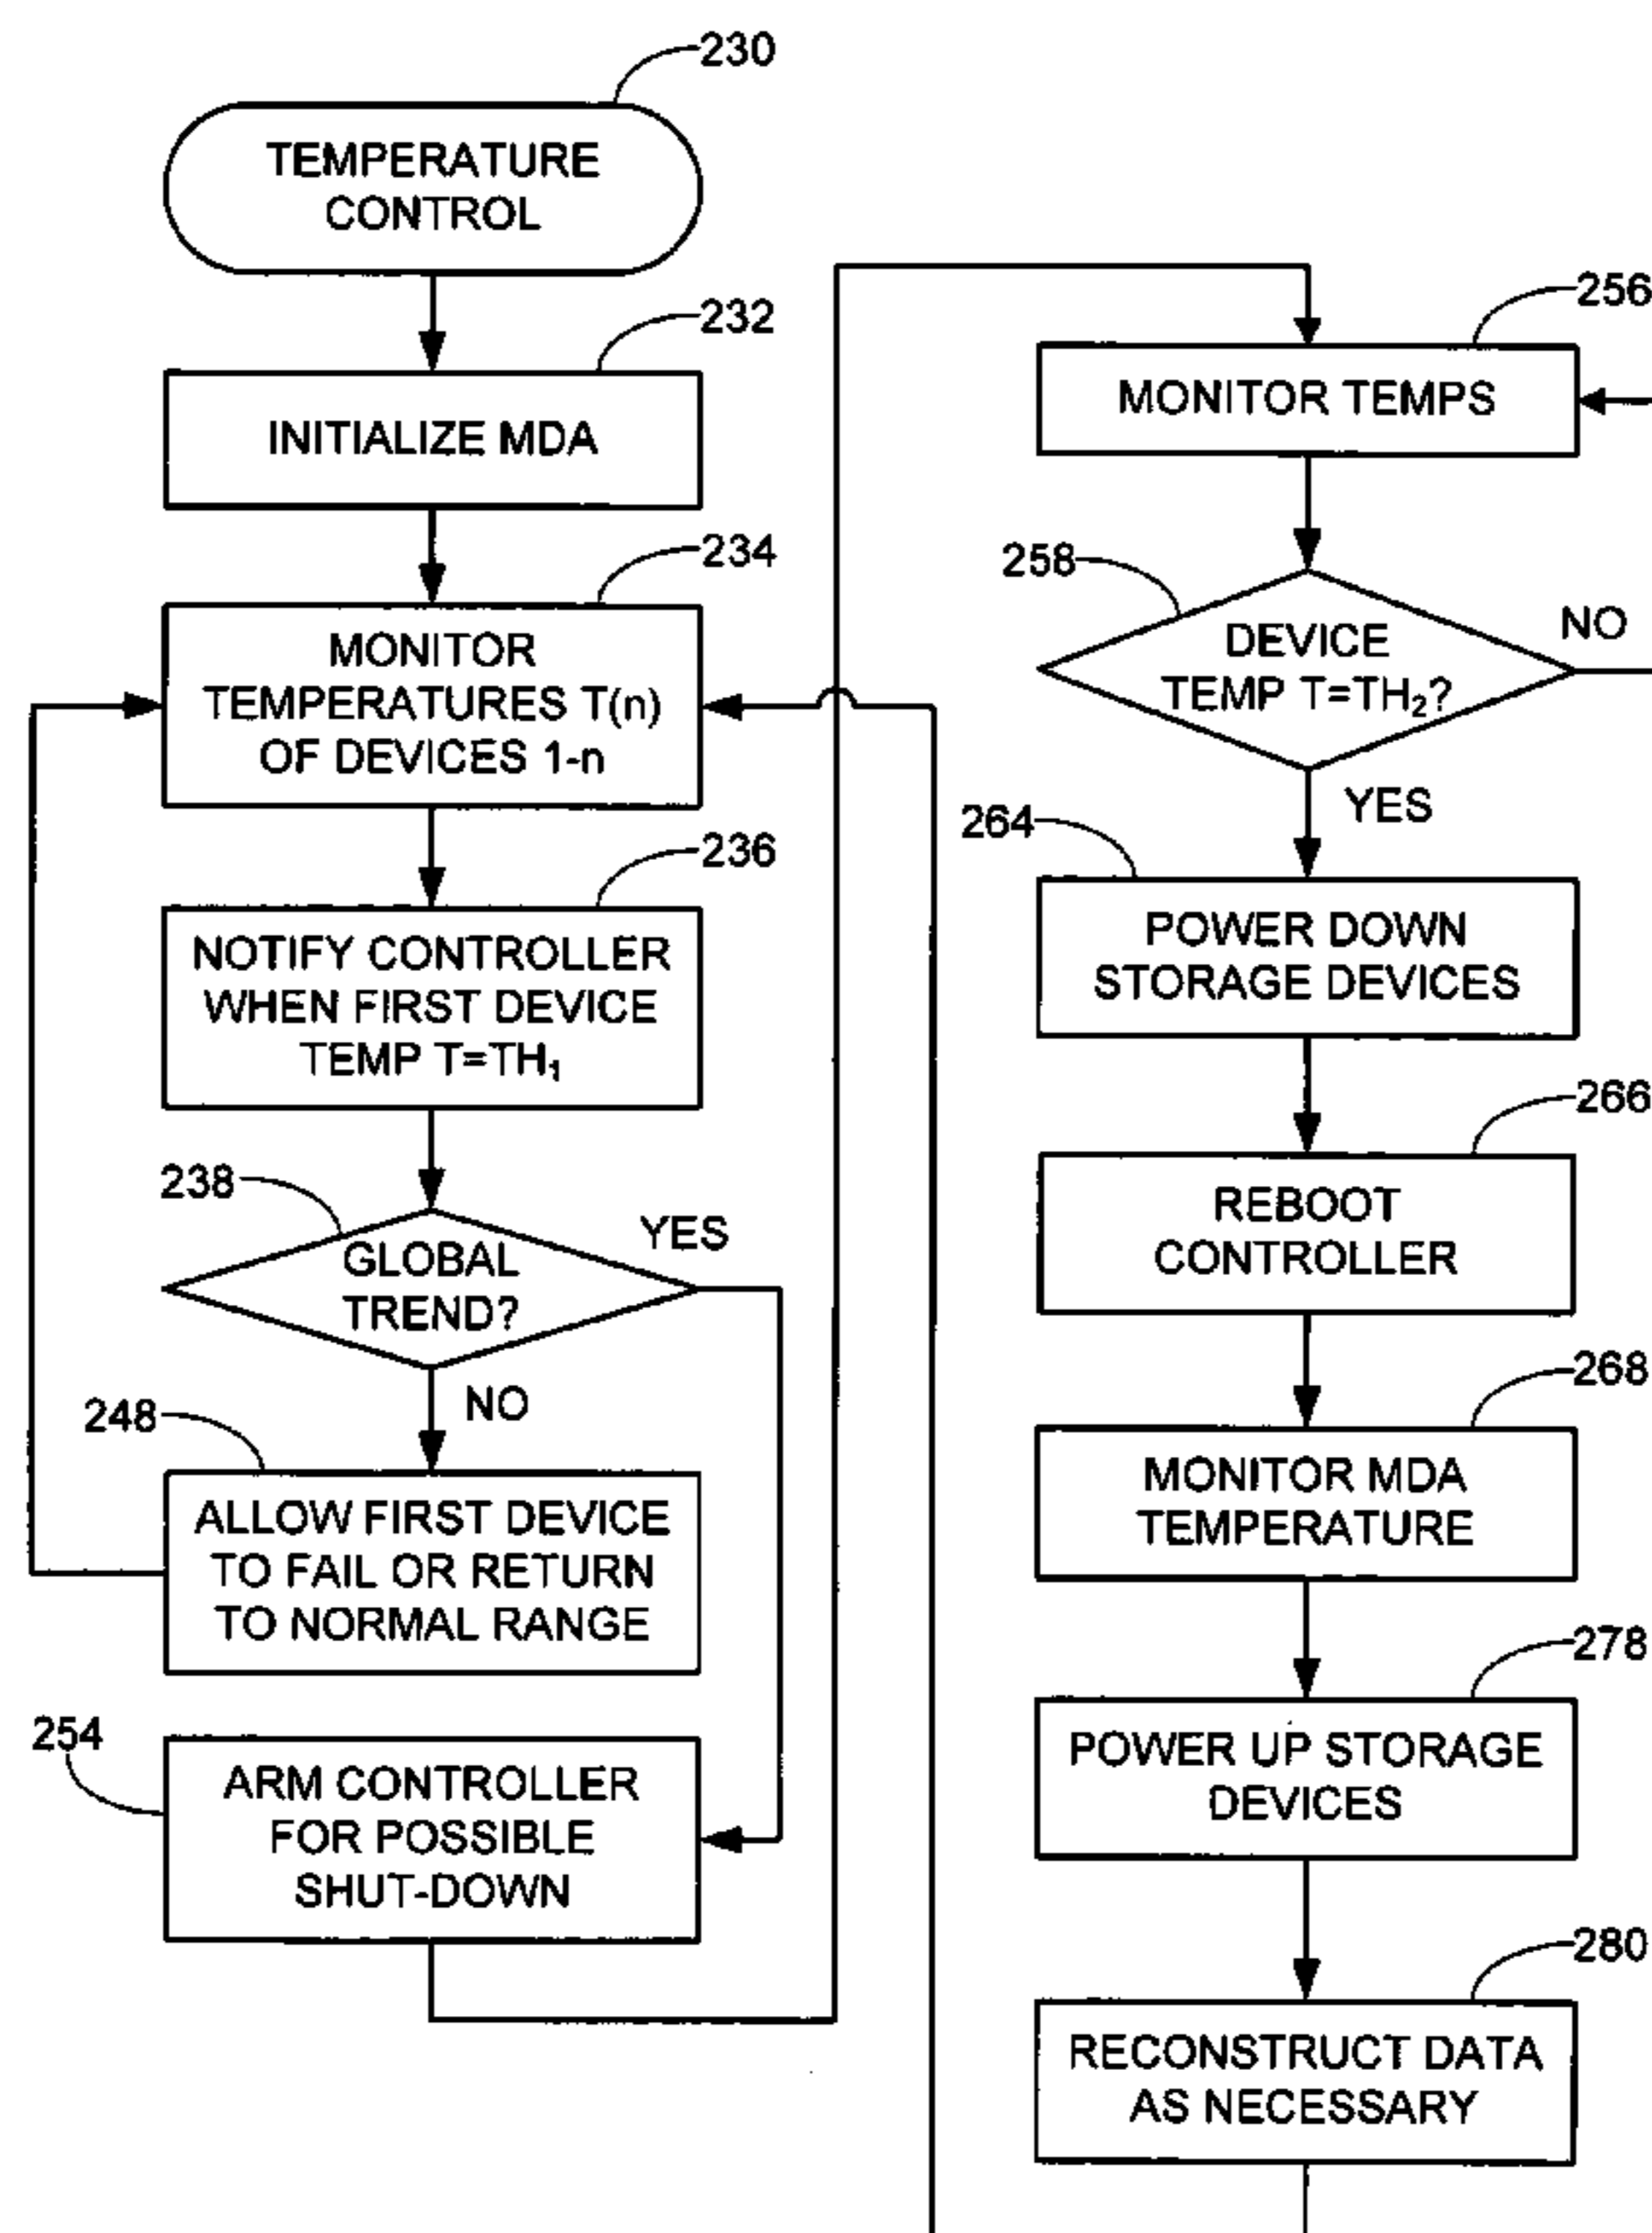 230
TEMPERATURE
CONTROL
232
INITIALIZE MDA
234
MONITOR
TEMPERATURES T(n)
OF DEVICES 1-n
236
NOTIFY CONTROLLER
WHEN FIRST DEVICE
TEMP T=TH₁
238
GLOBAL
TREND?
YES
NO
248
ALLOW FIRST DEVICE
TO FAIL OR RETURN
TO NORMAL RANGE
254
ARM CONTROLLER
FOR POSSIBLE
SHUT-DOWN
256
MONITOR TEMPS
258
DEVICE
TEMP T=TH₂?
NO
YES
264
POWER DOWN
STORAGE DEVICES
266
REBOOT
CONTROLLER
268
MONITOR MDA
TEMPERATURE
278
POWER UP STORAGE
DEVICES
280
RECONSTRUCT DATA
AS NECESSARY